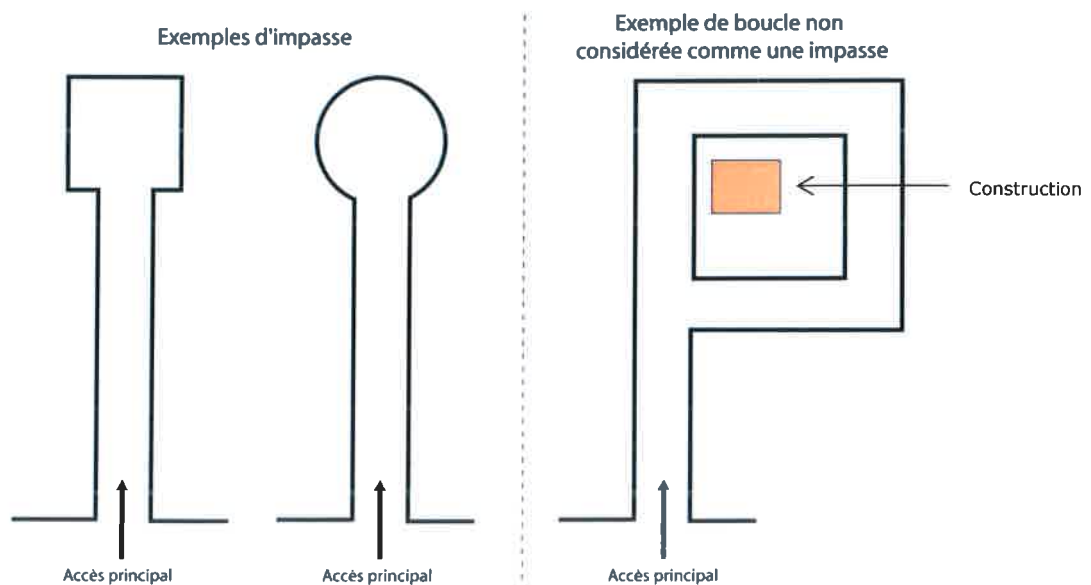 Exemples d'impasse
Exemple de boucle non
considérée comme une impasse
Construction
Accès principal
Accès principal
Accès principal